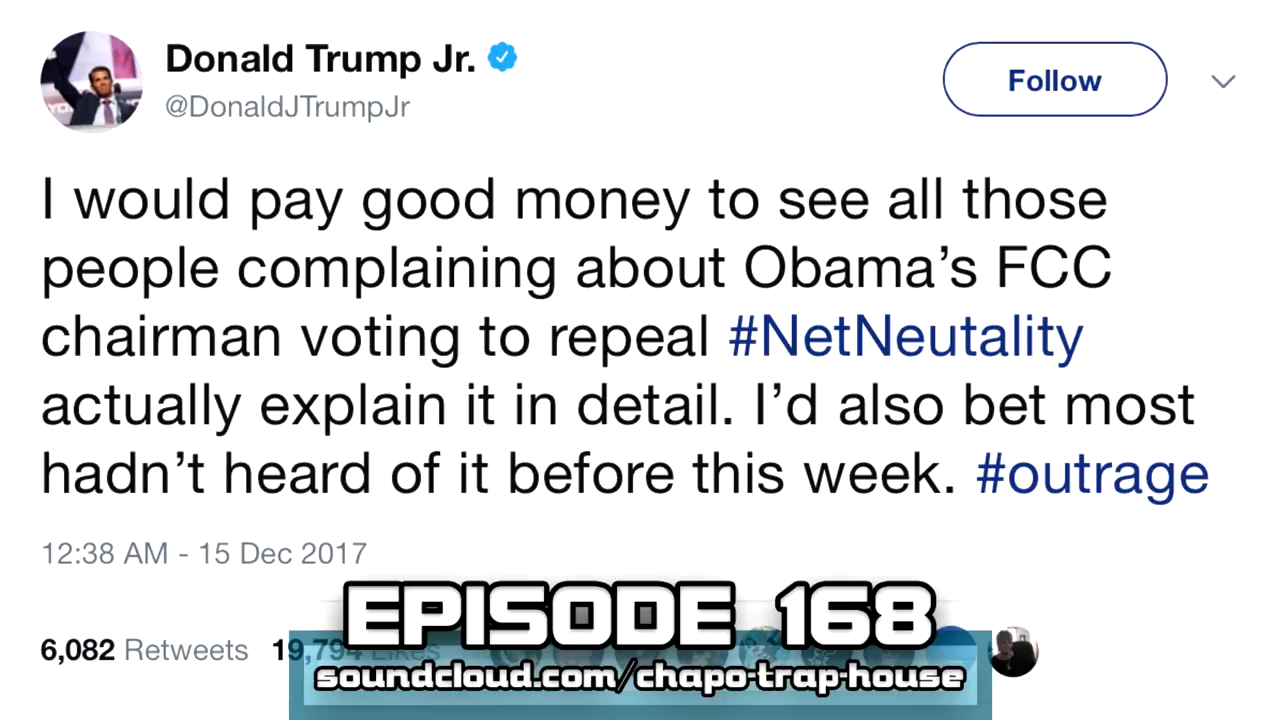 Donald Trump Jr.
Follow
@DonaldJTrumpJr
I would pay good money to see all those
people complaining about Obama’s FCC
chairman voting to repeal #NetNeutality
actually explain it in detail. I’d also bet most
hadn’t heard of it before this week. #outrage
12:38 AM - 15 Dec 2017
EPISODE 168
6,082 Retweets 19,794 Likes
soundcloud.com/chapo-trap-house